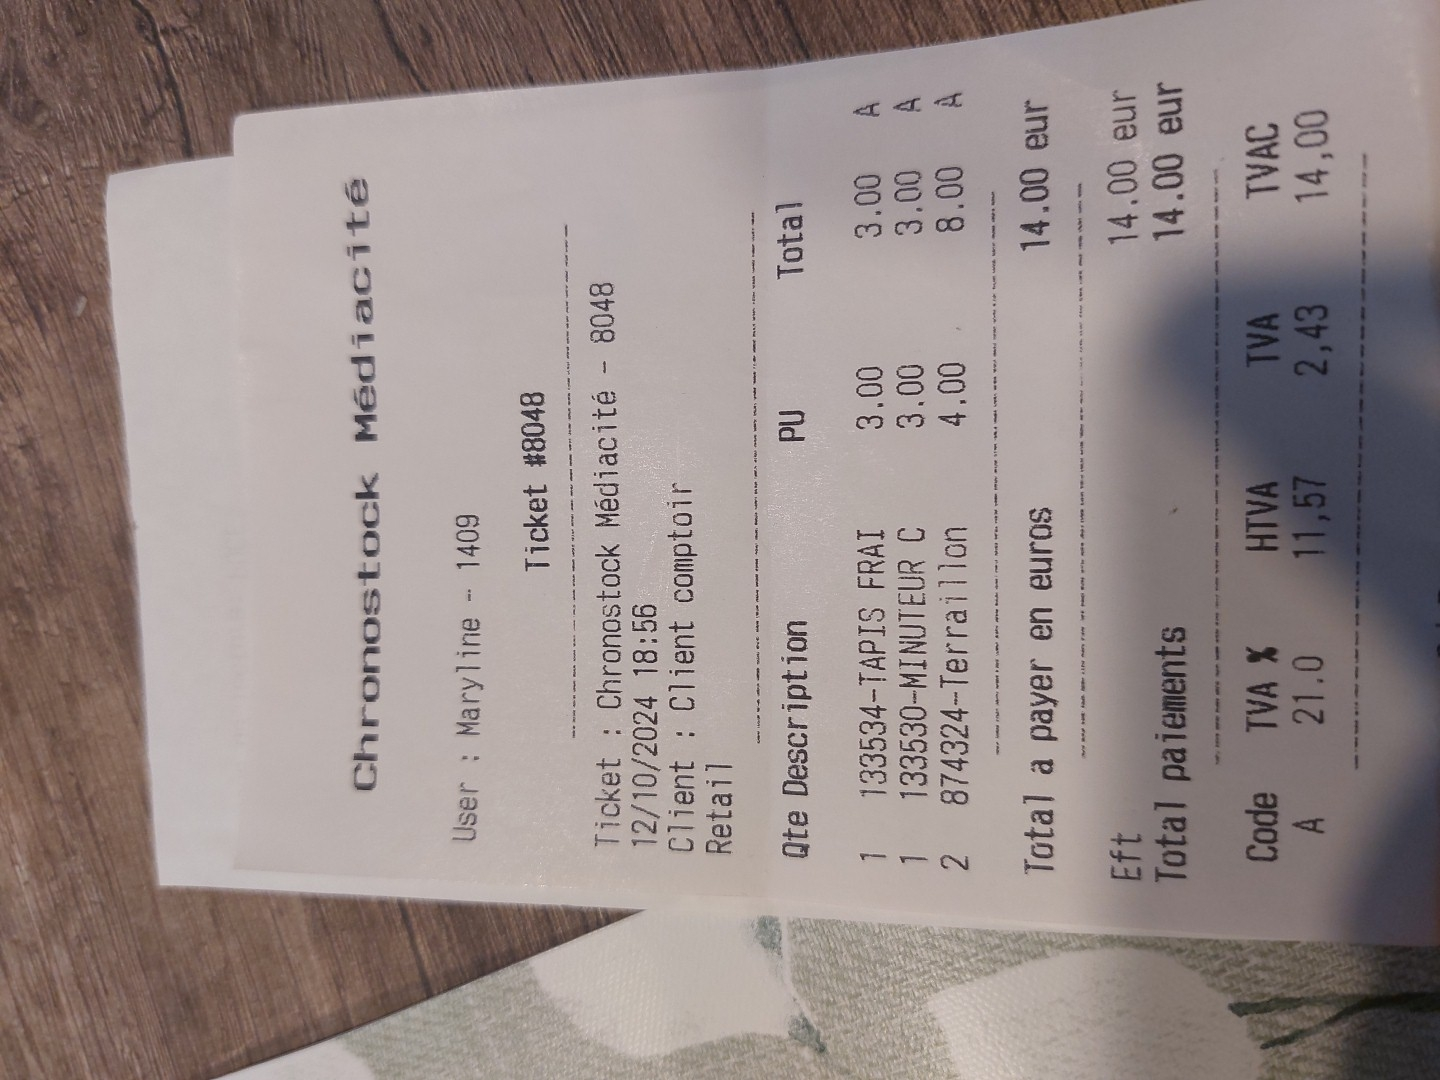 Chronostock Médiacité
User : Maryline - 1409
Ticket #8048
Ticket : Chronostock Médiacité - 8048
12/10/2024 18:56
Client : Client comptoir
Retail
Qte Description PU Total
1 133534-TAPIS FRAI 3.00 3.00 A
1 133530-MINUTEUR C 3.00 3.00 A
2 874324-Terraillon 4.00 8.00 A
Total a payer en euros 14.00 eur
Eft 14.00 eur
Total paiements 14.00 eur
Code TVA % HTVA TVA TVAC
A 21.0 11,57 2,43 14,00